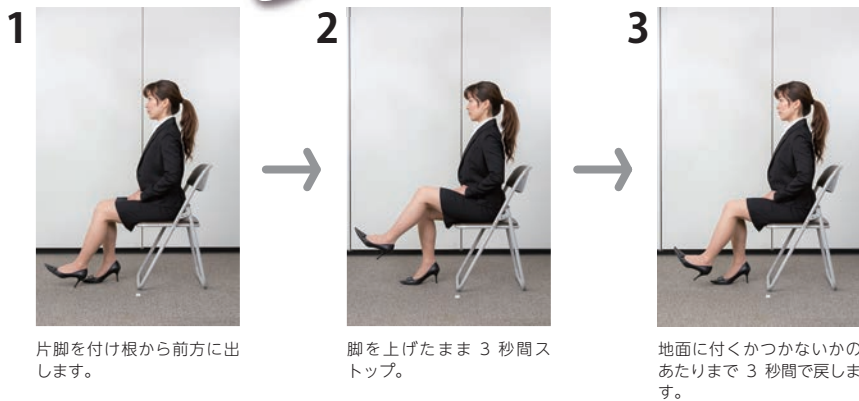 1
片脚を付け根から前方に出
します。
2
脚を上げたまま 3 秒間ス
トップ。
3
地面に付くかつかないかの
あたりまで 3 秒間で戻しま
す。